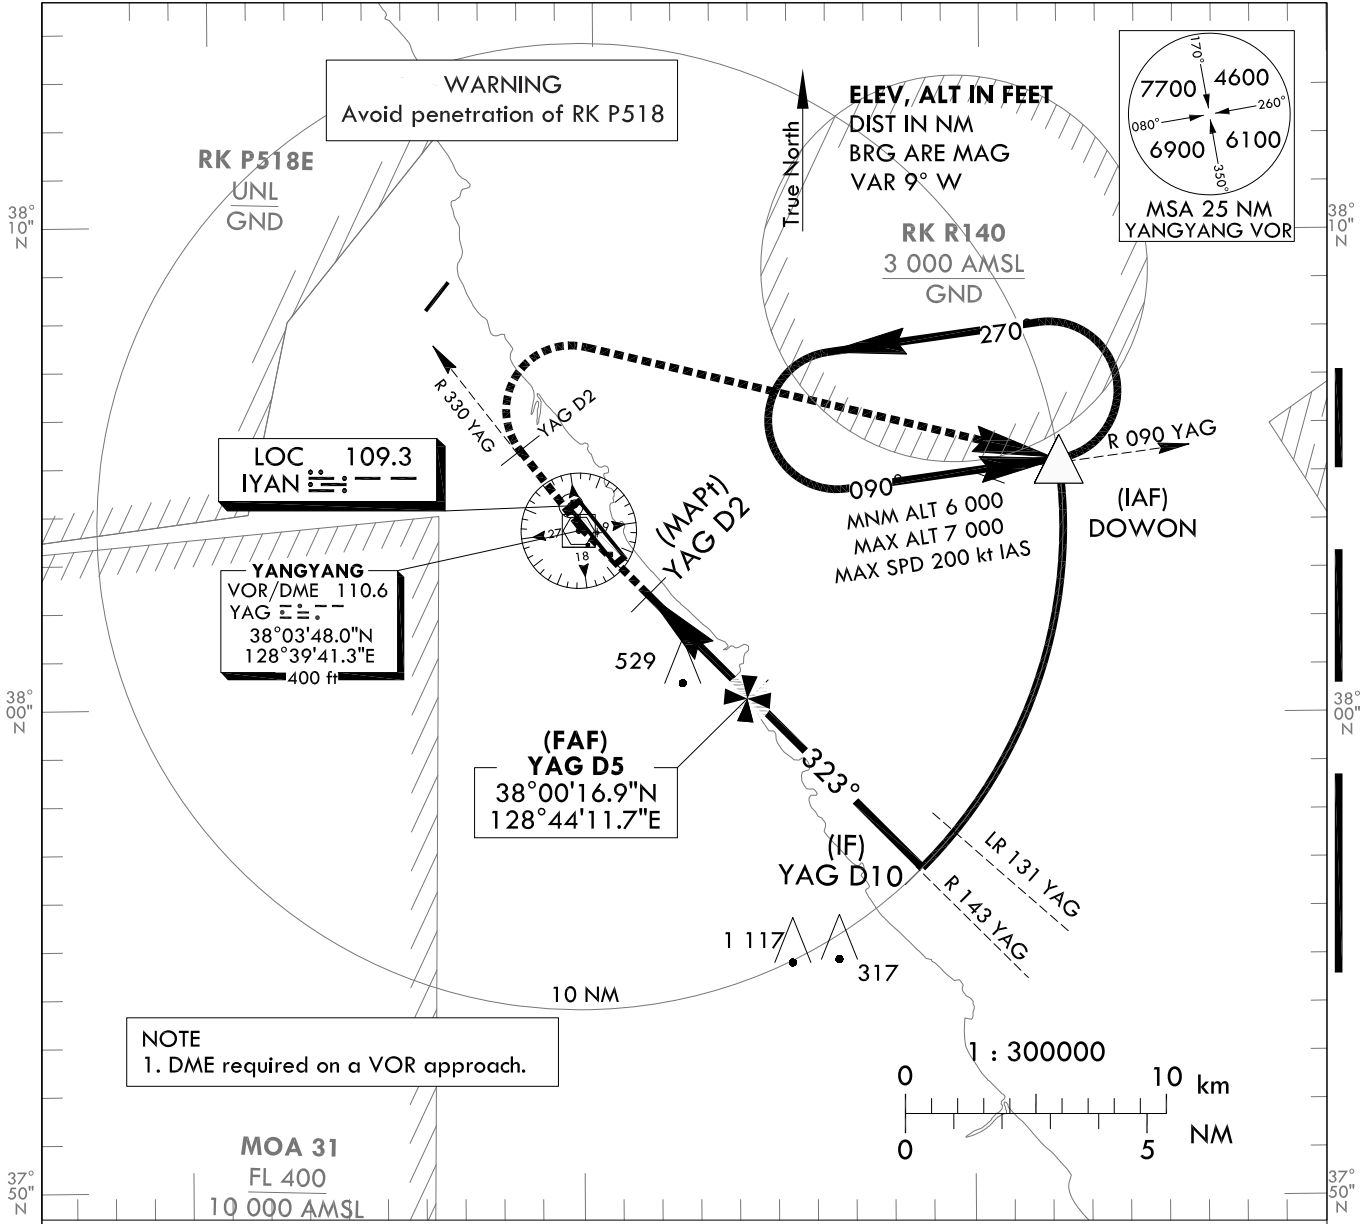 WARNING
Avoid penetration of RK P518
ELEV, ALT IN FEET
DIST IN NM
BRG ARE MAG
VAR 9° W
True North
170°
7700
4600
260°
080°
6900
6100
350°
MSA 25 NM
YANGYANG VOR
RK P518E
UNL
GND
38°
10"
N
38°
10"
N
RK R140
3 000 AMSL
GND
270°
R 330 YAG
YAG D2
R 090 YAG
LOC 109.3
IYAN
090°
MNM ALT 6 000
MAX ALT 7 000
MAX SPD 200 kt IAS
(IAF)
DOWON
(MAPt)
YAG D2
27
9
18
YANGYANG
VOR/DME 110.6
YAG
38°03'48.0"N
128°39'41.3"E
400 ft
529
38°
00"
N
38°
00"
N
(FAF)
YAG D5
38°00'16.9"N
128°44'11.7"E
323°
(IF)
YAG D10
LR 131 YAG
R 143 YAG
1 117
317
10 NM
NOTE
1. DME required on a VOR approach.
1 : 300000
0 10 km
0 5 NM
MOA 31
FL 400
10 000 AMSL
37°
50"
N
37°
50"
N